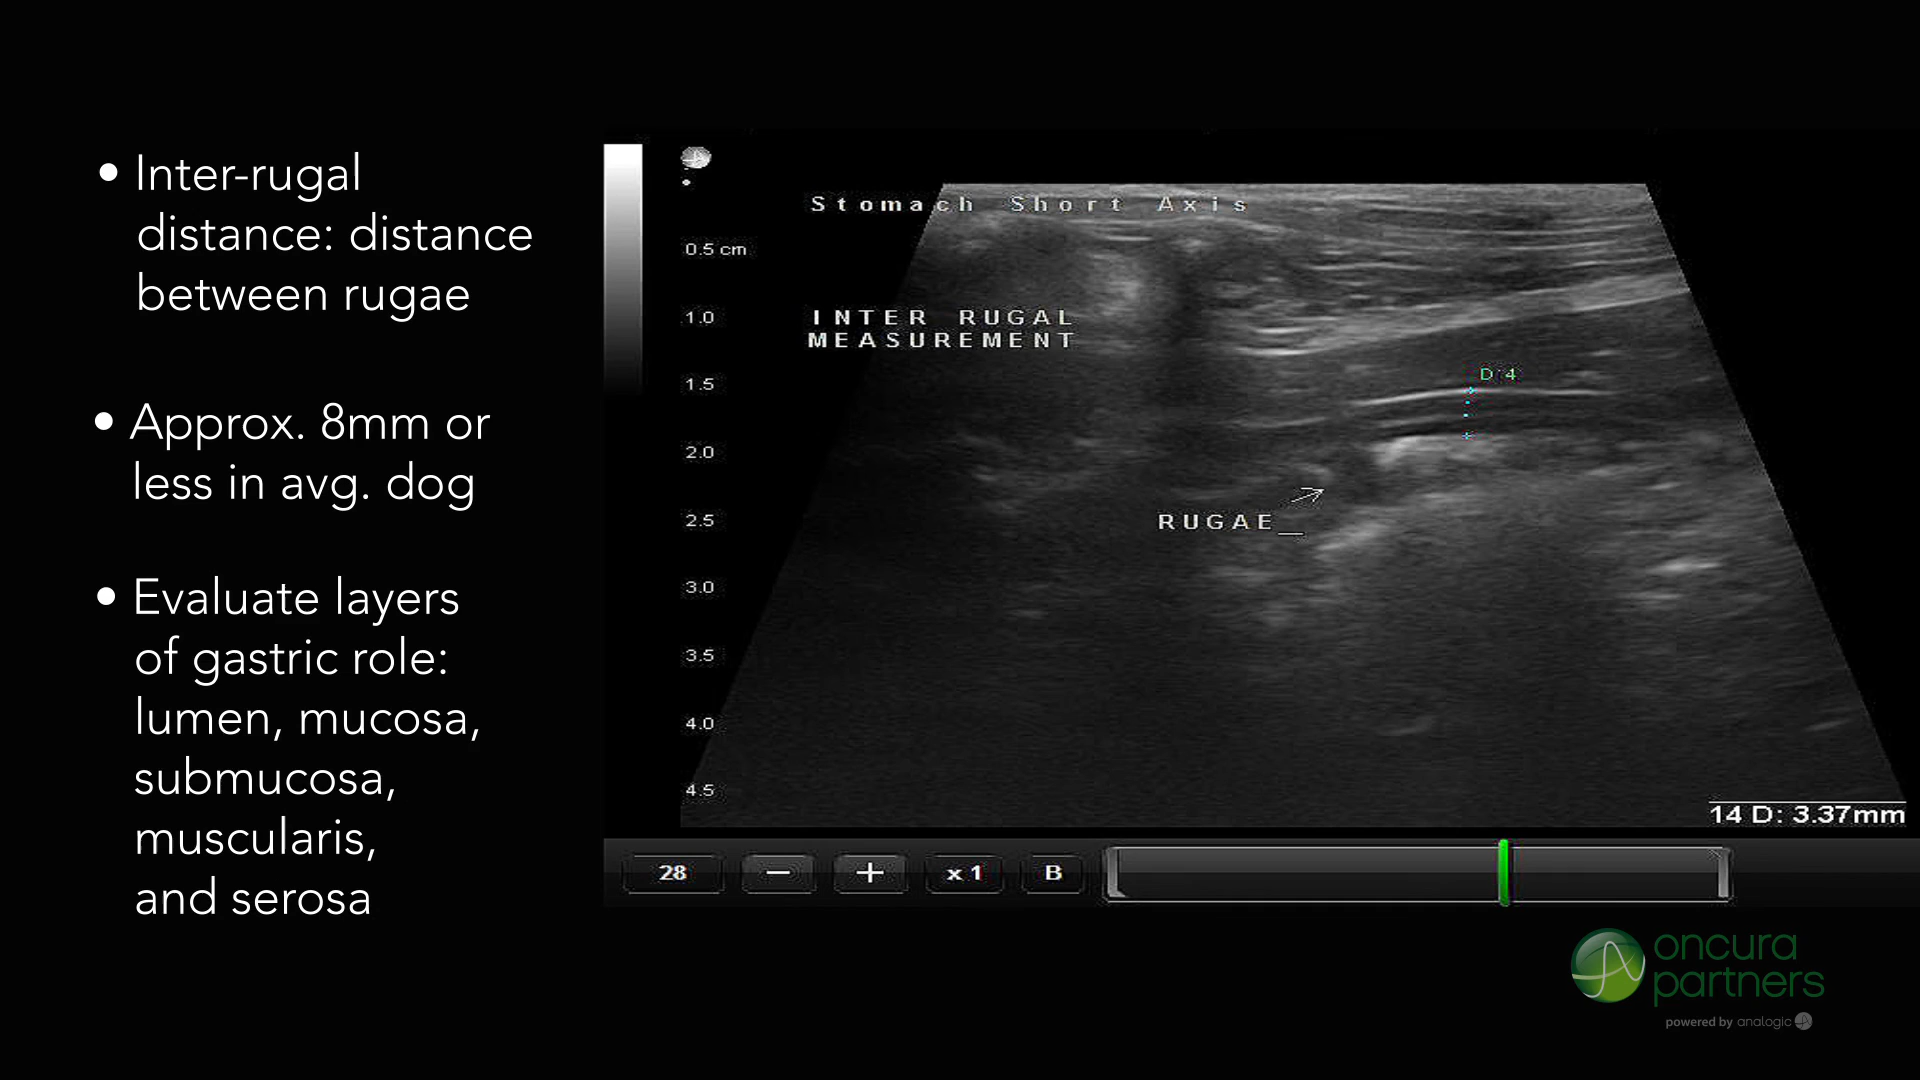 • Inter-rugal
distance: distance
between rugae
• Approx. 8mm or
less in avg. dog
• Evaluate layers
of gastric role:
lumen, mucosa,
submucosa,
muscularis,
and serosa
Stomach Short Axis
0.5 cm
INTER RUGAL
1.0
MEASUREMENT
D:4
1.5
2.0
2.5
RUGAE_
3.0
3.5
4.0
4.5
14 D: 3.37mm
28 − + x 1 B
oncura
partners
powered by analogic